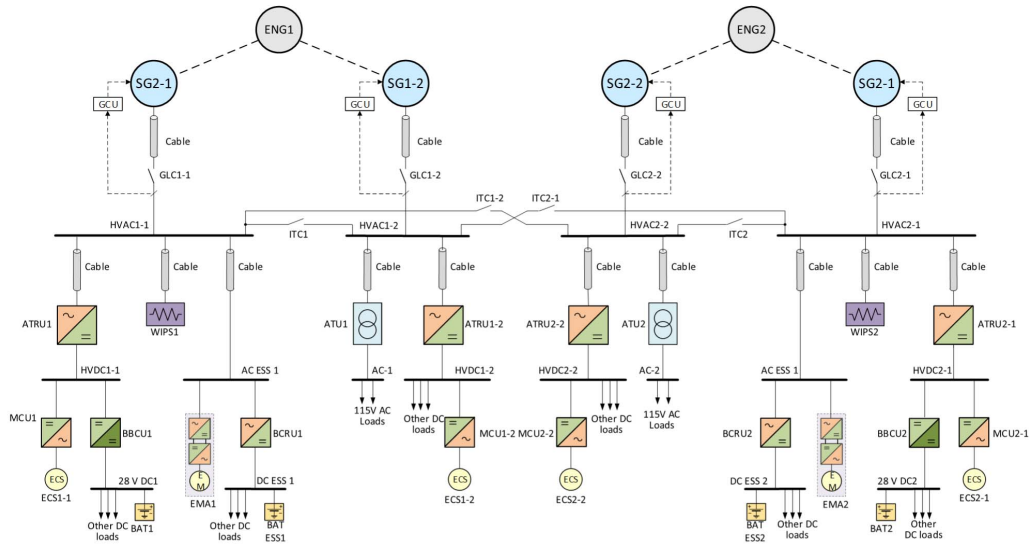 ENG1
ENG2
SG2-1
SG1-2
SG2-2
SG2-1
GCU
GCU
GCU
GCU
Cable
Cable
Cable
Cable
GLC1-1
GLC1-2
GLC2-2
GLC2-1
ITC1-2
ITC2-1
HVAC1-1
ITC1
HVAC1-2
HVAC2-2
ITC2
HVAC2-1
Cable
Cable
Cable
Cable
Cable
Cable
Cable
Cable
Cable
Cable
ATRU1
WIPS1
ATU1
ATRU1-2
ATRU2-2
ATU2
WIPS2
ATRU2-1
HVDC1-1
AC ESS 1
AC-1
HVDC1-2
HVDC2-2
AC-2
AC ESS 1
HVDC2-1
115V AC
Loads
Other DC
loads
Other DC
loads
115V AC
Loads
MCU1
BBCU1
BCRU1
MCU1-2
MCU2-2
BCRU2
BBCU2
MCU2-1
ECS
ECS1-1
E
M
EMA1
ECS
ECS1-2
ECS
ECS2-2
E
M
EMA2
ECS
ECS2-1
28 V DC1
DC ESS 1
DC ESS 2
28 V DC2
Other DC
loads
BAT1
Other DC
loads
BAT
ESS1
BAT
ESS2
Other DC
loads
BAT2
Other
DC loads